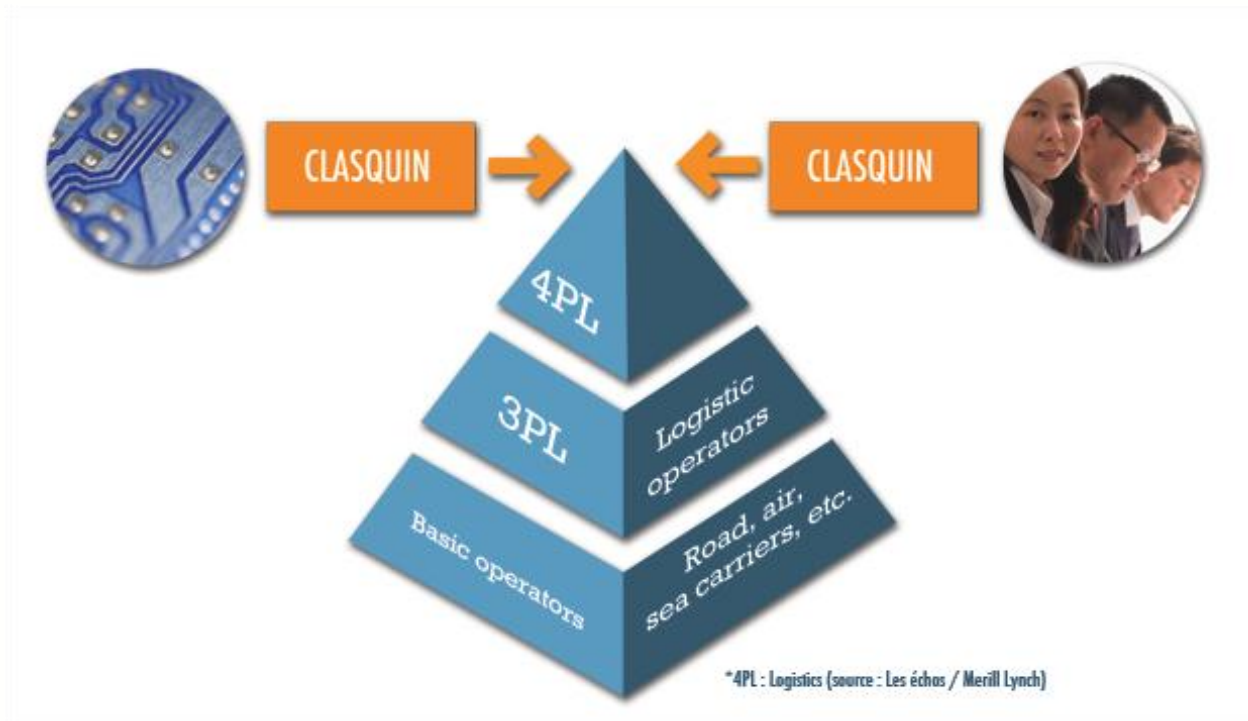 CLASQUIN
CLASQUIN
4PL
3PL
Logistic
operators
Basic operators
Road, air,
sea carriers, etc.
*4PL : Logistics (source : Les échos / Merill Lynch)